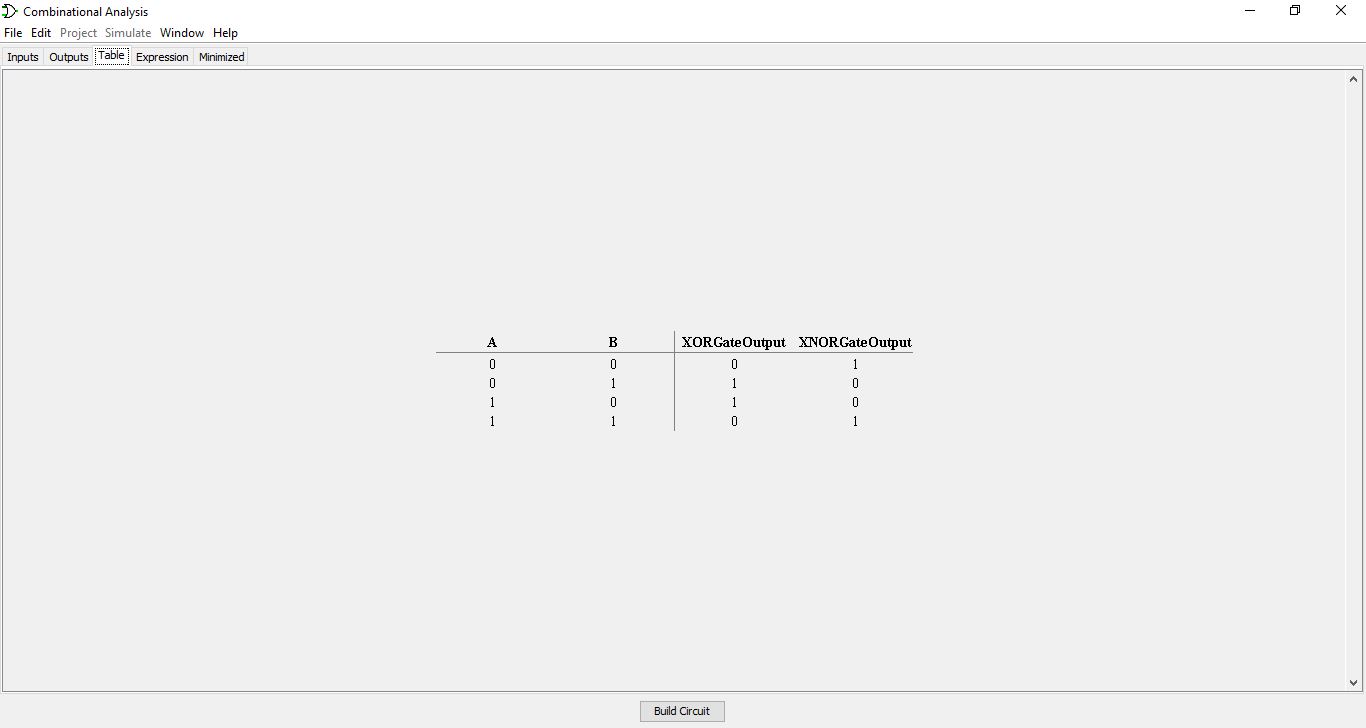 Combinational Analysis
File Edit Project Simulate Window Help
Inputs Outputs Table Expression Minimized
A B XORGateOutput XNORGateOutput
0 0 0 1
0 1 1 0
1 0 1 0
1 1 0 1
Build Circuit